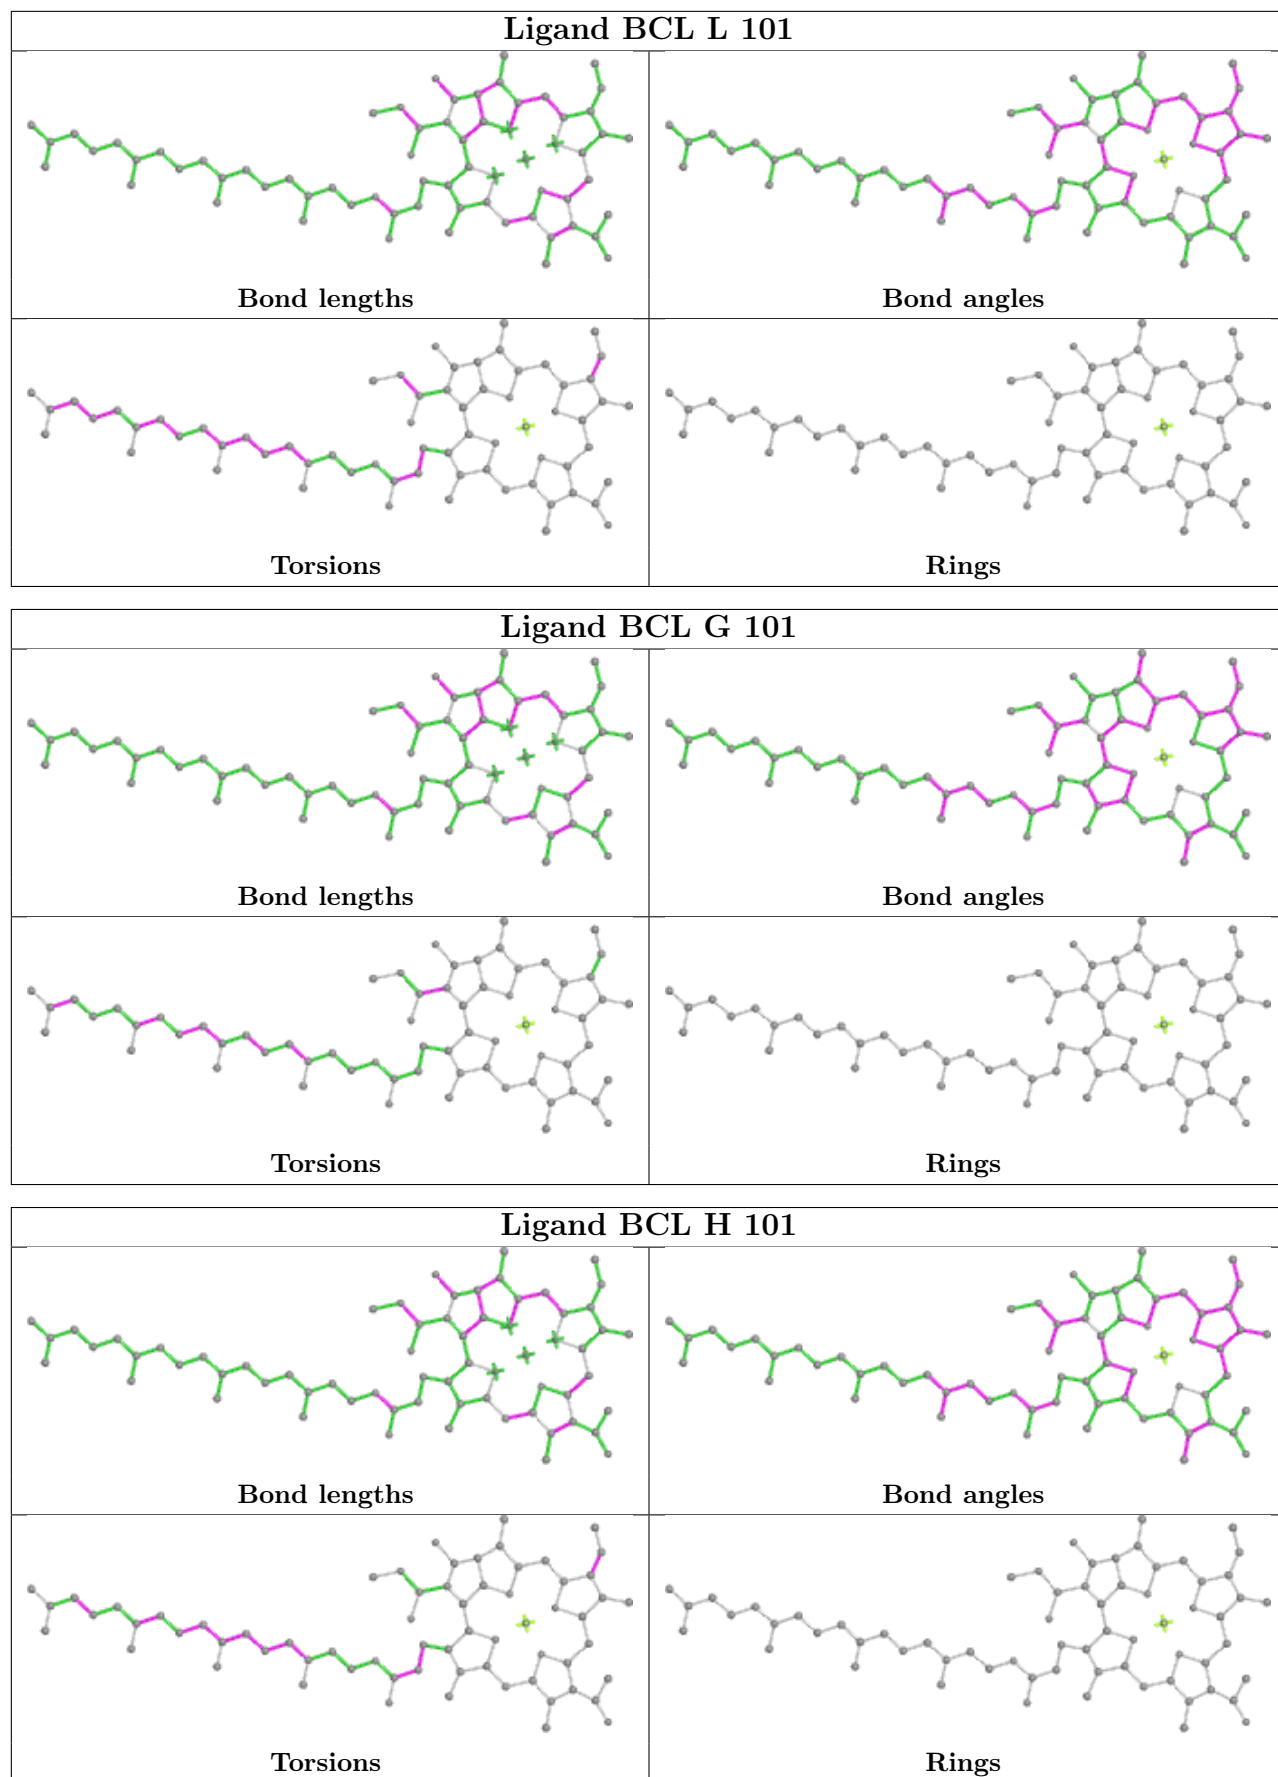 Ligand BCL L 101
Bond lengths
Bond angles
Torsions
Rings
Ligand BCL G 101
Bond lengths
Bond angles
Torsions
Rings
Ligand BCL H 101
Bond lengths
Bond angles
Torsions
Rings